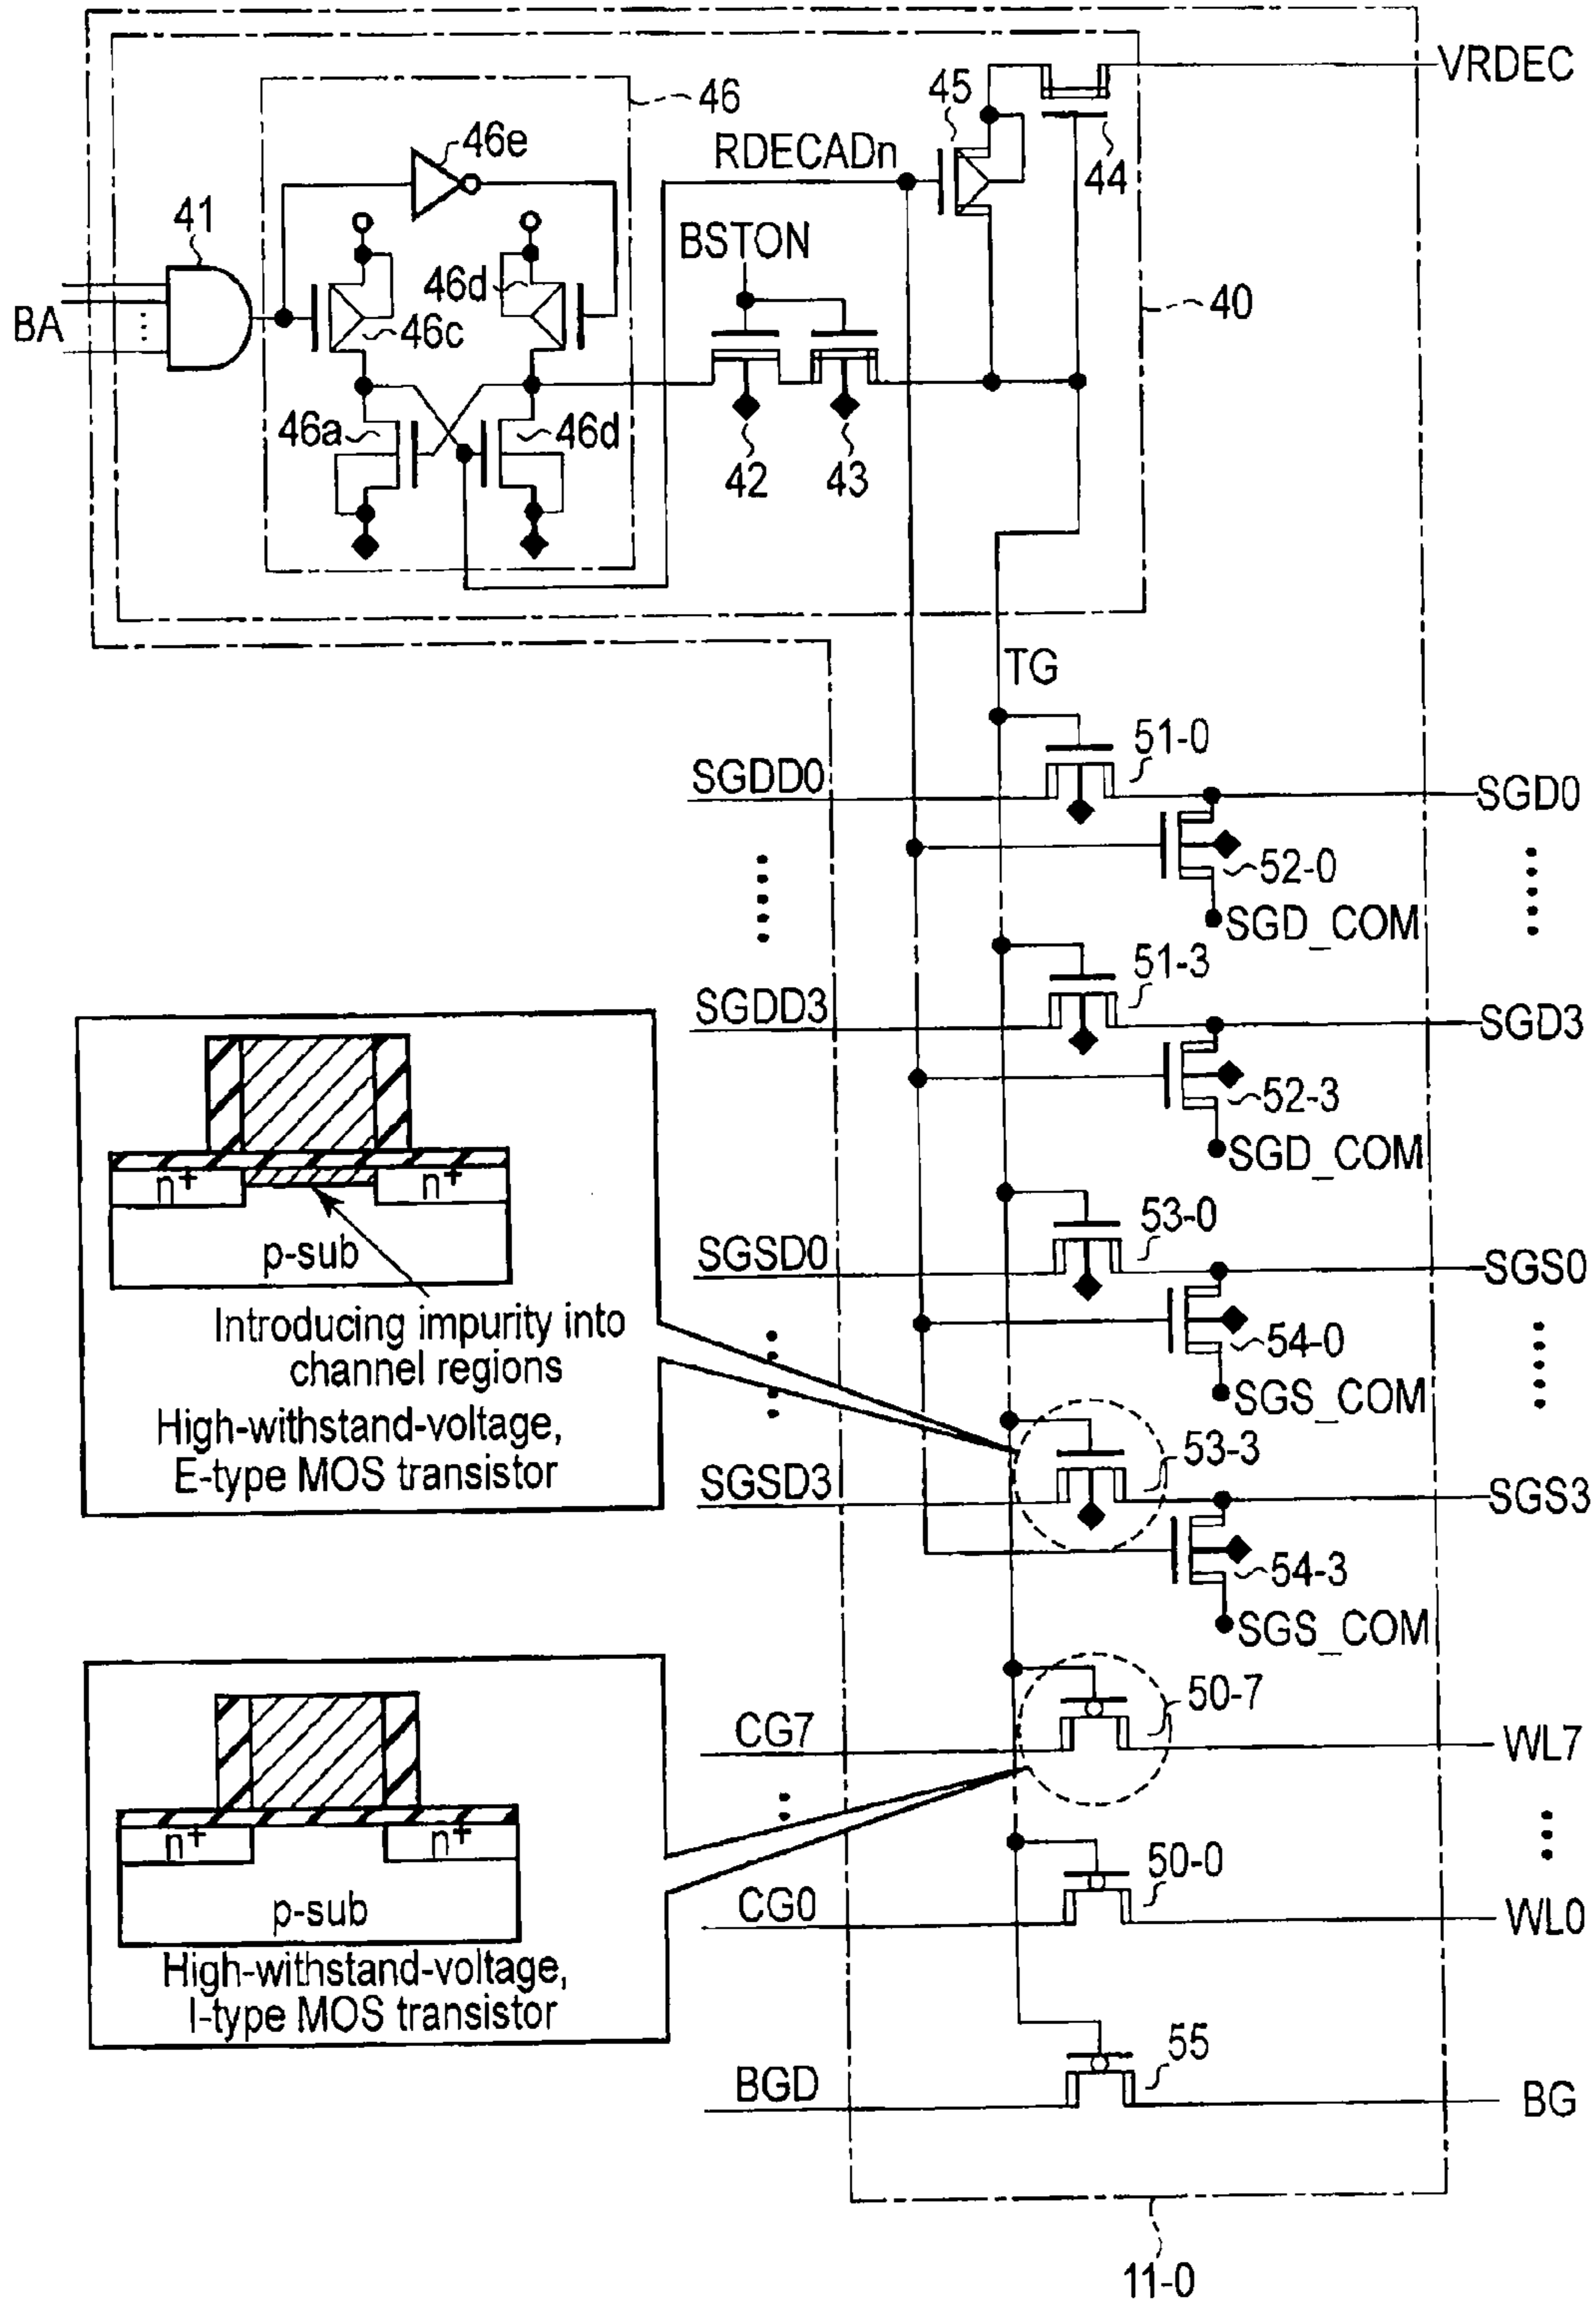 VRDEC
45
46
RDECADn
46e
44
41
BSTON
46d
40
BA
46c
46a
46d
42
43
TG
51-0
SGDD0
SGD0
52-0
SGD_COM
51-3
SGDD3
SGD3
52-3
SGD_COM
n+
n+
p-sub
Introducing impurity into
channel regions
High-withstand-voltage,
E-type MOS transistor
53-0
SGSD0
SGS0
54-0
SGS_COM
53-3
SGSD3
SGS3
54-3
SGS_COM
50-7
CG7
WL7
n+
n+
p-sub
High-withstand-voltage,
I-type MOS transistor
50-0
CG0
WL0
55
BGD
BG
11-0